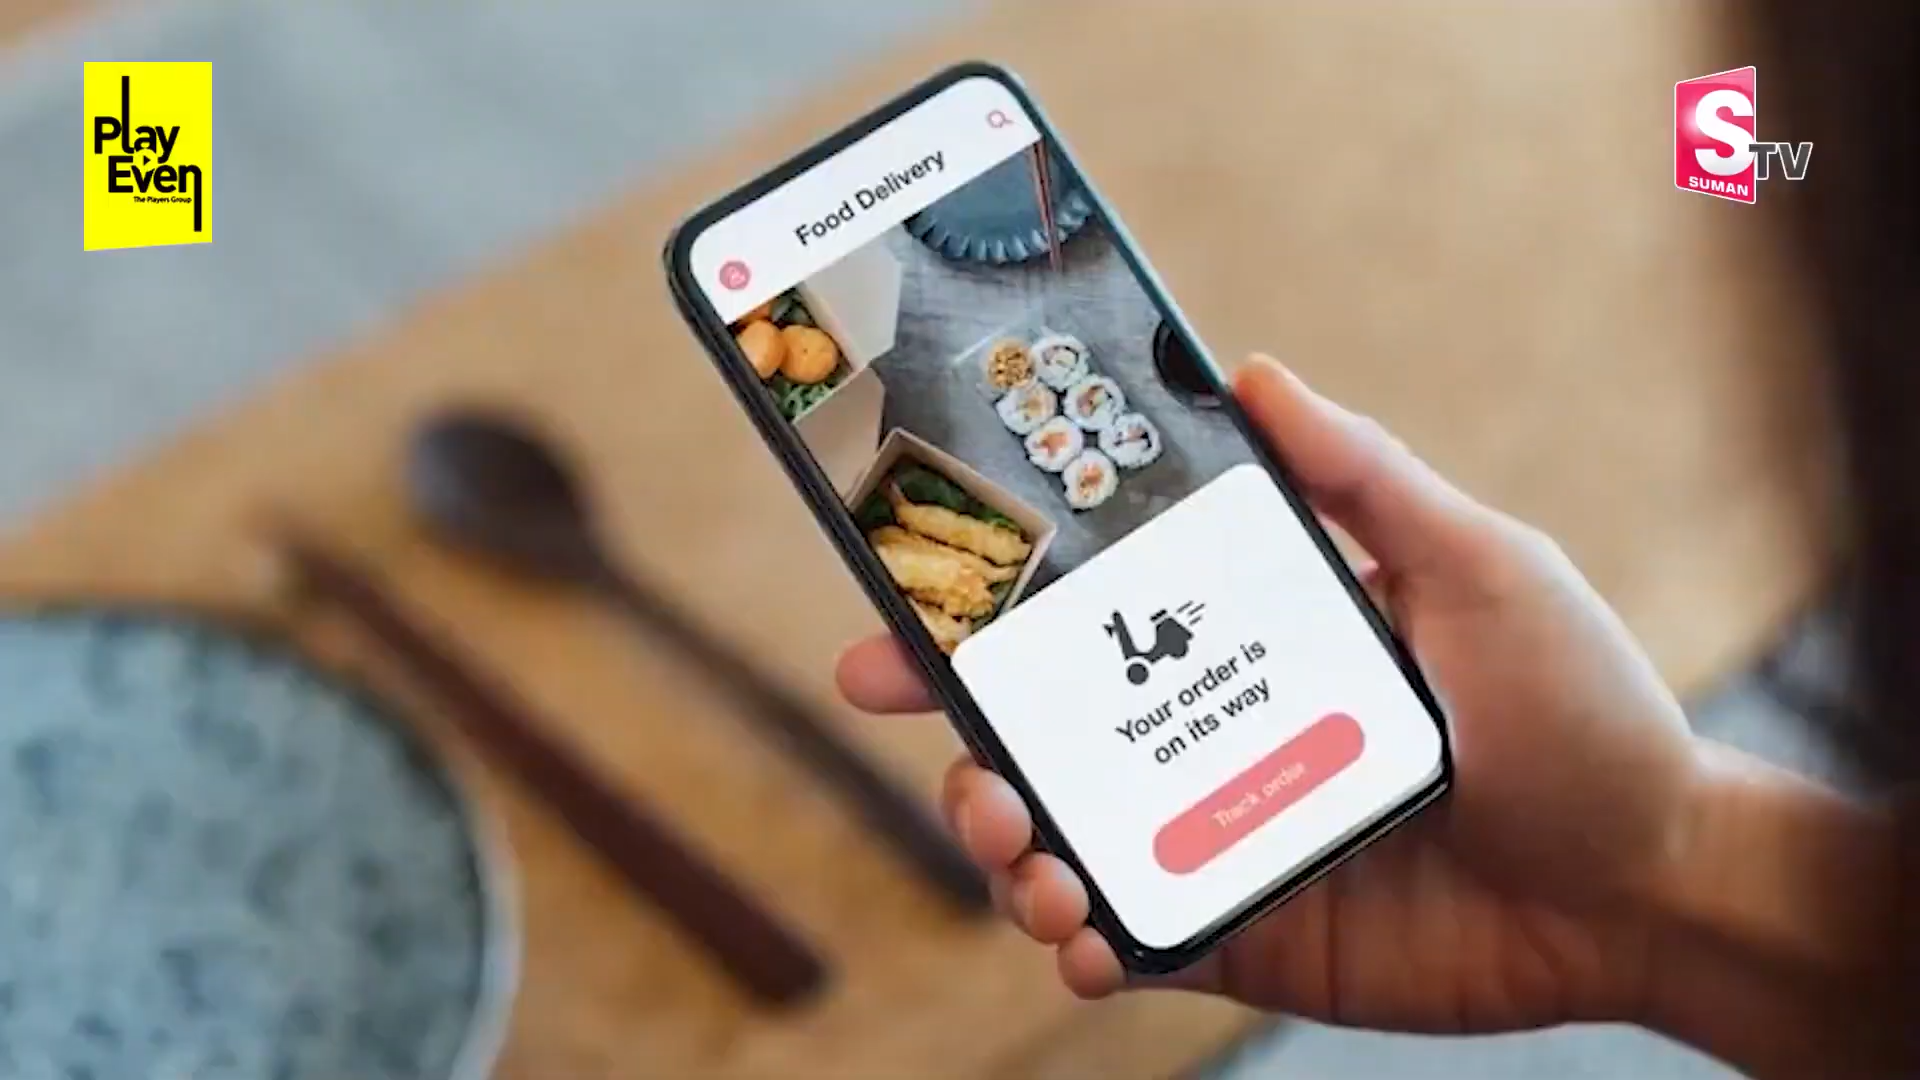 Play
Even
The Players Group
S
TV
SUMAN
Food Delivery
Your order is
on its way
Track order